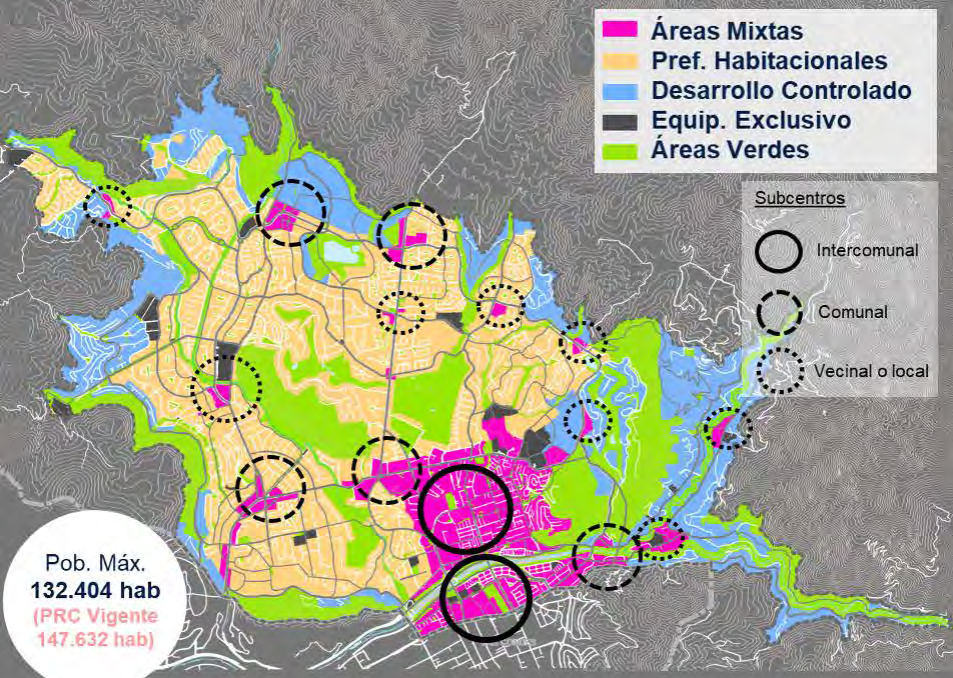 Áreas Mixtas
Pref. Habitacionales
Desarrollo Controlado
Equip. Exclusivo
Áreas Verdes
Subcentros
Intercomunal
Comunal
Vecinal o local
Pob. Máx.
132.404 hab
(PRC Vigente
147.632 hab)